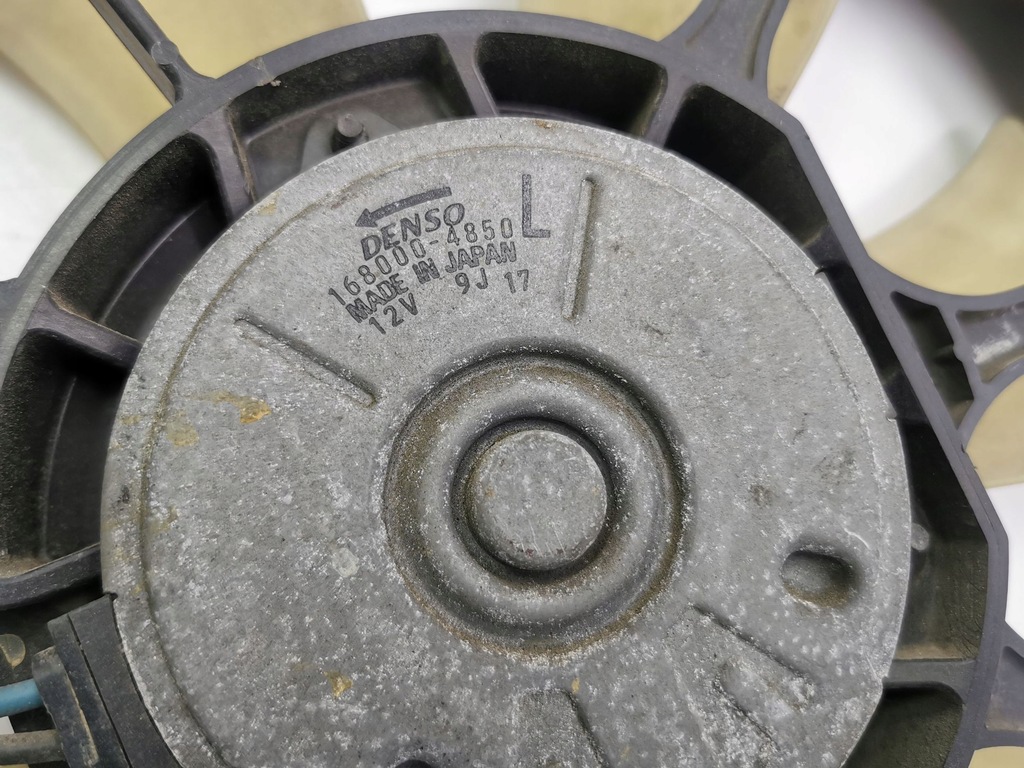 DENSO
168000-4850 L
MADE IN JAPAN
12V 9J 17